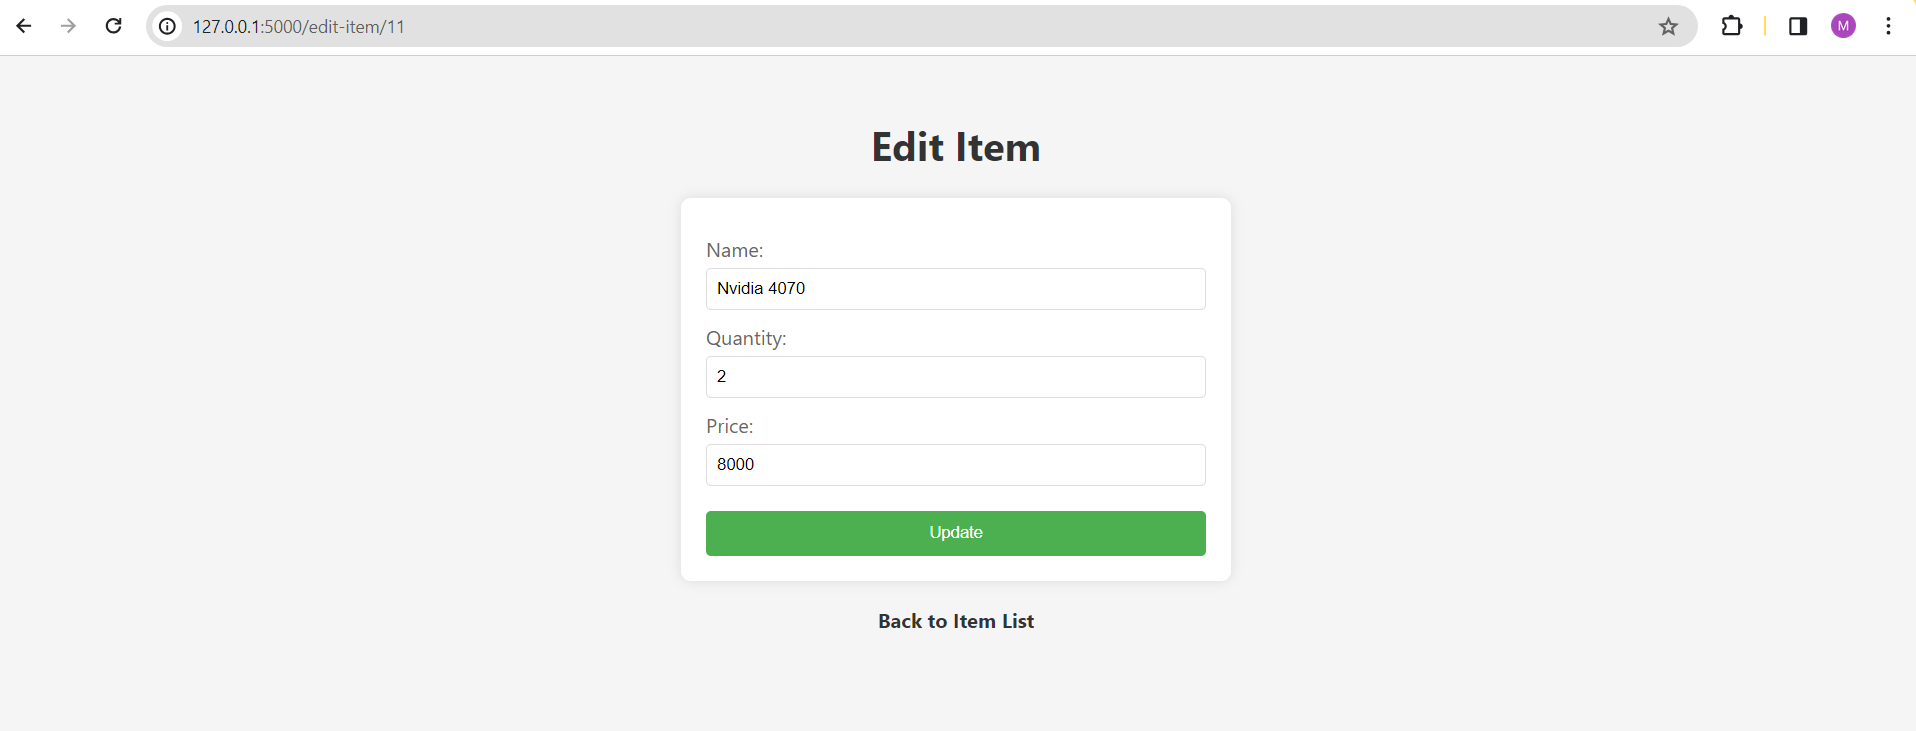 127.0.0.1:5000/edit-item/11
M
Edit Item
Name:
Nvidia 4070
Quantity:
2
Price:
8000
Update
Back to Item List